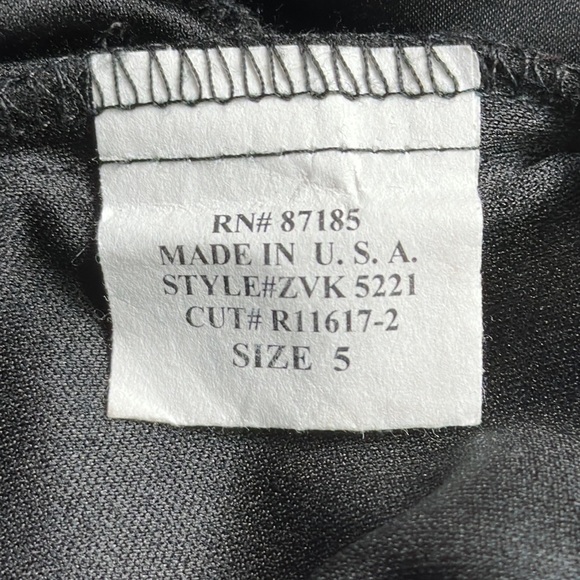 RN# 87185
MADE IN U. S. A.
STYLE#ZVK 5221
CUT# R11617-2
SIZE 5